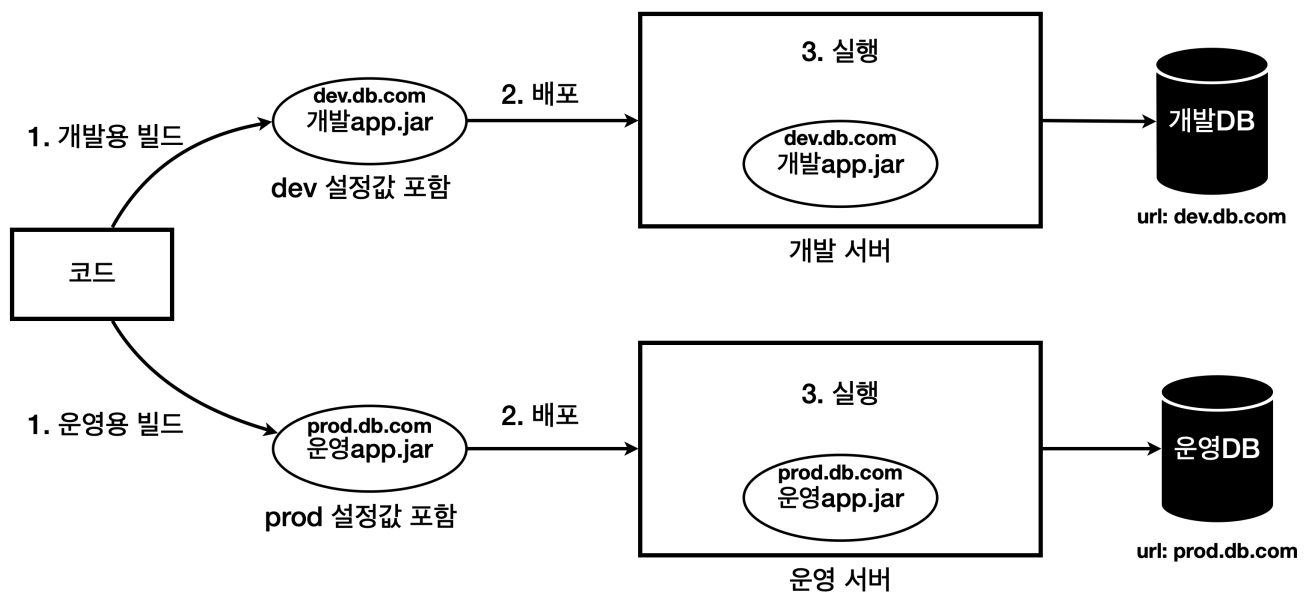 1. 개발용 빌드
dev.db.com
개발app.jar
dev 설정값 포함
2. 배포
3. 실행
dev.db.com
개발app.jar
개발 서버
개발DB
url: dev.db.com
코드
1. 운영용 빌드
prod.db.com
운영app.jar
prod 설정값 포함
2. 배포
3. 실행
prod.db.com
운영app.jar
운영 서버
운영DB
url: prod.db.com